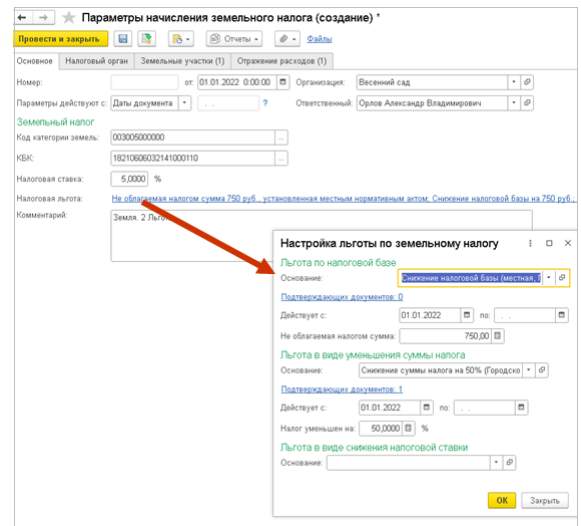 Параметры начисления земельного налога (создание) *
Провести и закрыть Отчеты Файлы
Основное Налоговый орган Земельные участки (1) Отражение расходов (1)
Номер: от: 01.01.2022 0:00:00 Организация: Весенний сад
Параметры действуют с: Даты документа . . ? Ответственный: Орлов Александр Владимирович
Земельный налог
Код категории земель: 003005000000 ...
КБК: 18210606032141000110 ...
Налоговая ставка: 5,0000 %
Налоговая льгота: Не облагаемая налогом сумма 750 руб., установленная местным нормативным актом; Снижение налоговой базы на 750 руб.;
Комментарий: Земля. 2 Льготы
Настройка льготы по земельному налогу
Льгота по налоговой базе
Основание: Снижение налоговой базы (местная,
Подтверждающих документов: 0
Действует с: 01.01.2022 по: . .
Не облагаемая налогом сумма: 750,00
Льгота в виде уменьшения суммы налога
Основание: Снижение суммы налога на 50% (Городско
Подтверждающих документов: 1
Действует с: 01.01.2022 по: . .
Налог уменьшен на: 50,0000 %
Льгота в виде снижения налоговой ставки
Основание:
ОК Закрыть